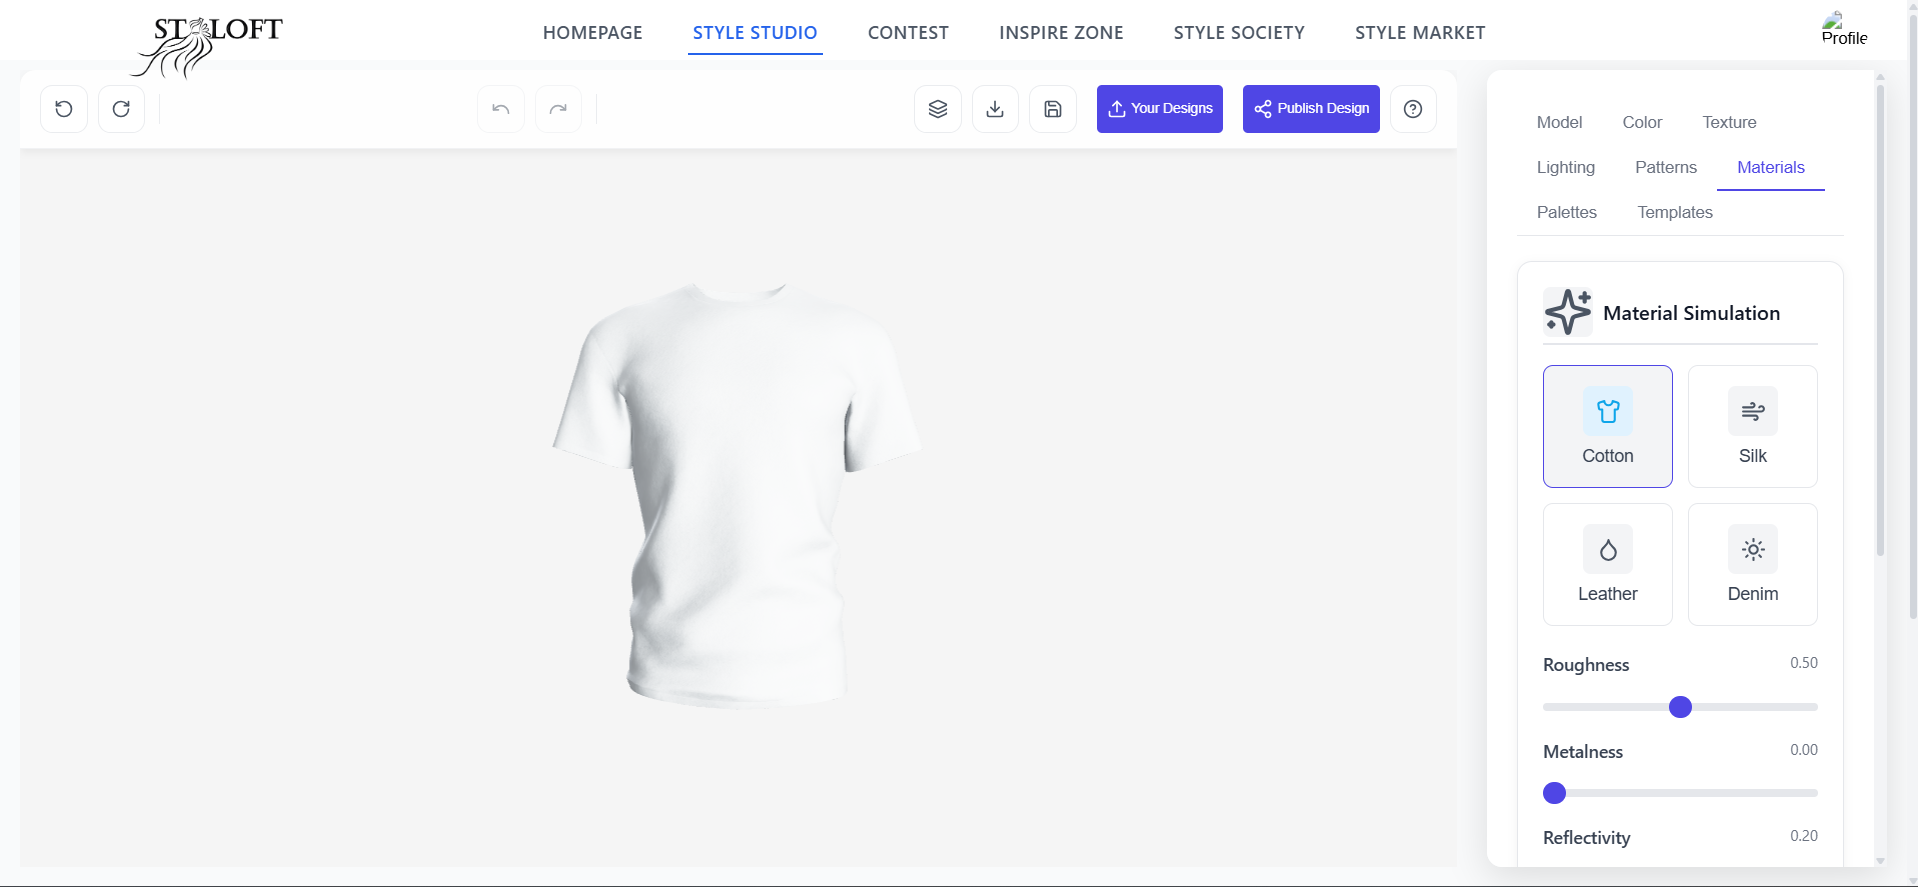 ST LOFT
HOMEPAGE
STYLE STUDIO
CONTEST
INSPIRE ZONE
STYLE SOCIETY
STYLE MARKET
Profile
Your Designs
Publish Design
Model
Color
Texture
Lighting
Patterns
Materials
Palettes
Templates
Material Simulation
Cotton
Silk
Leather
Denim
Roughness
0.50
Metalness
0.00
Reflectivity
0.20